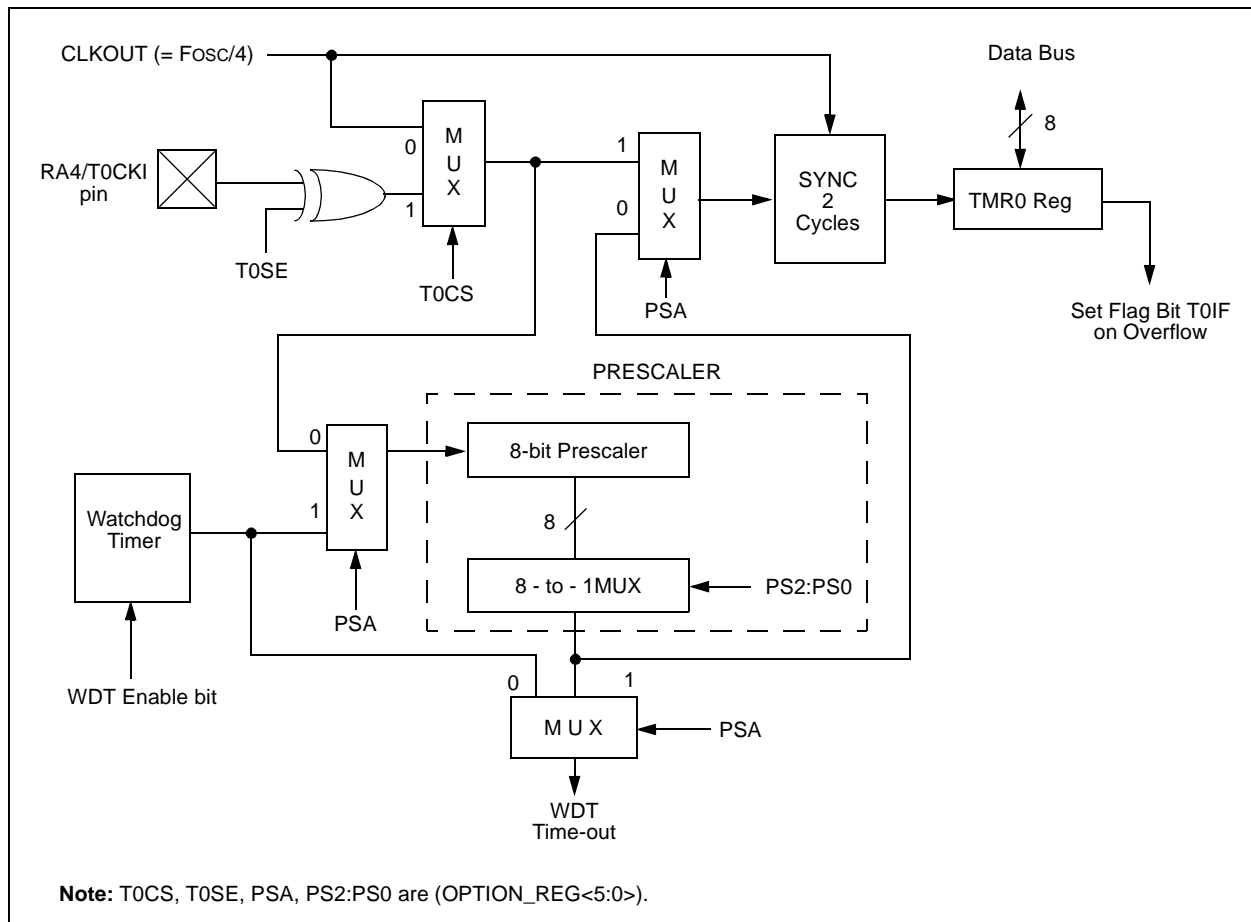 CLKOUT (= FOSC/4)
Data Bus
8
RA4/T0CKI
pin
T0SE
0
1
M
U
X
T0CS
1
0
M
U
X
PSA
SYNC
2
Cycles
TMR0 Reg
Set Flag Bit T0IF
on Overflow
PRESCALER
0
1
M
U
X
PSA
8-bit Prescaler
8
8 - to - 1MUX
PS2:PS0
Watchdog
Timer
WDT Enable bit
0
1
M U X
PSA
WDT
Time-out
Note: T0CS, T0SE, PSA, PS2:PS0 are (OPTION_REG<5:0>).